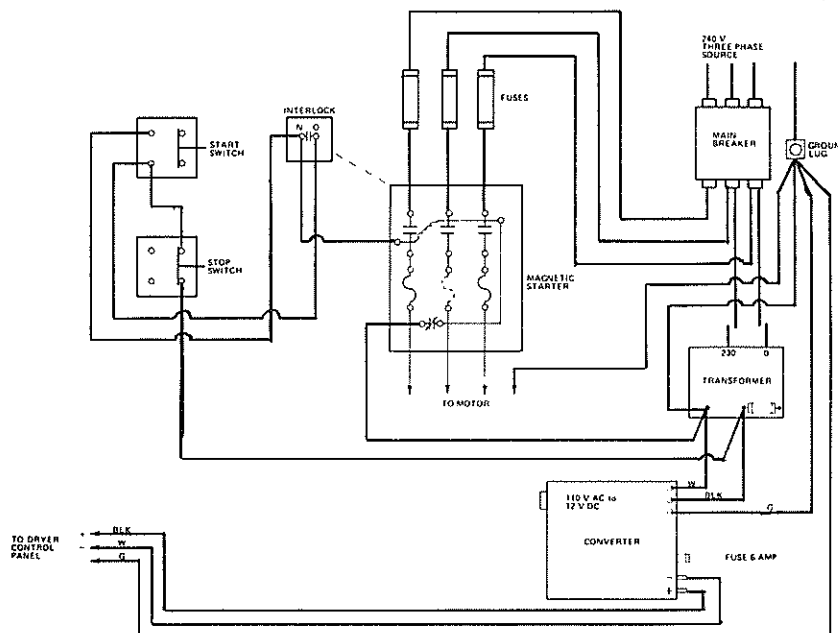 240 V
THREE PHASE
SOURCE
FUSES
INTERLOCK
N O
START
SWITCH
MAIN
BREAKER
GROUN
LUG
STOP
SWITCH
MAGNETIC
STARTER
230 0
TRANSFORMER
TO MOTOR
W
BLK
110 V AC to
12 V DC
G
CONVERTER
FUSE 6 AMP
TO DRYER
CONTROL
PANEL
+ BLK
- W
G
-
+